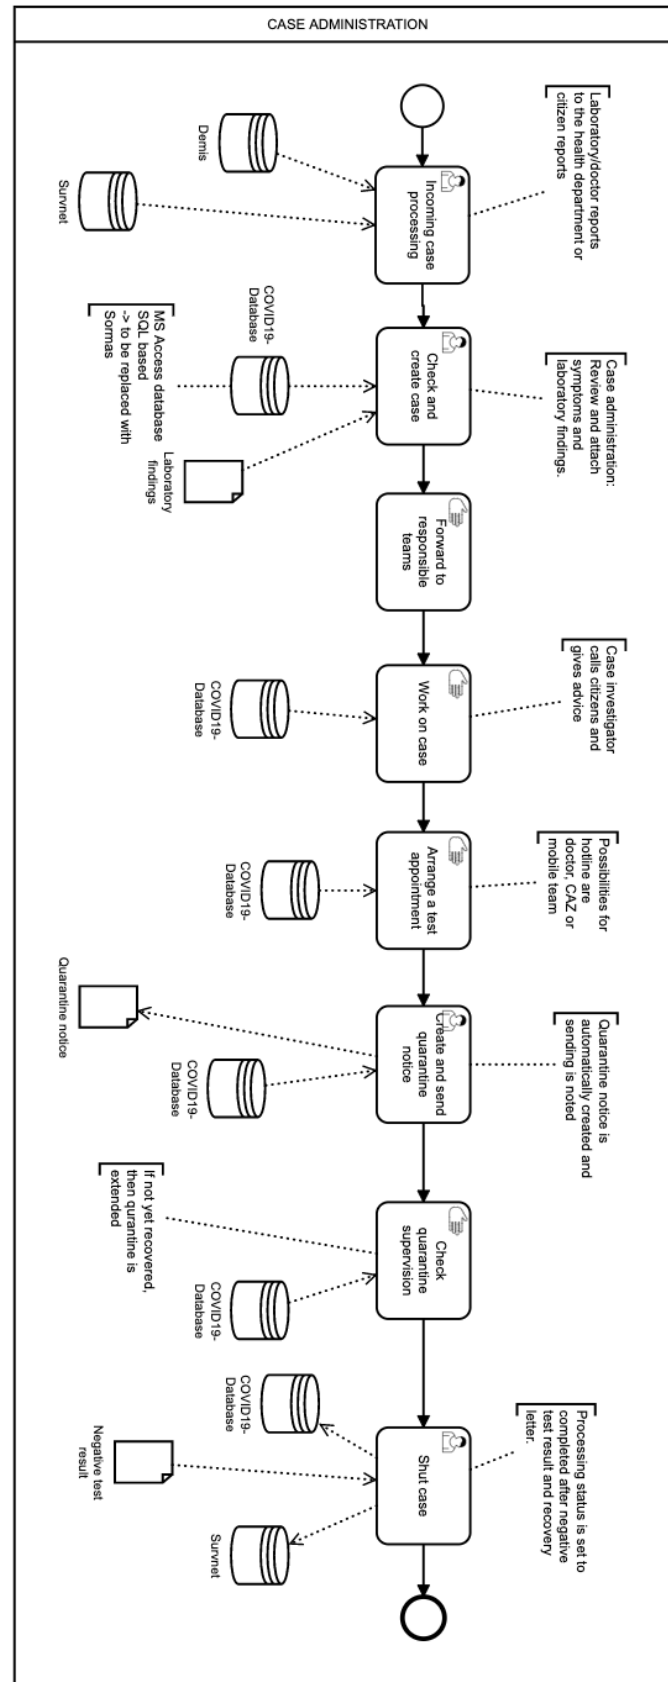 CASE ADMINISTRATION
Laboratory/doctor reports
to the health department or
citizen reports
Demis
Survnet
Incoming case
processing
COVID19-
Database
MS Access database
SQL based
-> to be replaced with
Sormas
Laboratory
findings
Check and
create case
Case administration:
Review and attach
symptoms and
laboratory findings.
Forward to
responsible
teams
Case investigator
calls citizens and
gives advice
Work on case
COVID19-
Database
Possibilities for
hotline are
doctor, CAZ or
mobile team
Arrange a test
appointment
COVID19-
Database
Quarantine notice is
automatically created and
sending is noted
Create and send
quarantine
notice
Quarantine notice
COVID19-
Database
Check
quarantine
supervision
If not yet recovered,
then qurantine is
extended
COVID19-
Database
Processing status is set to
completed after negative
test result and recovery
letter.
Shut case
COVID19-
Database
Negative test
result
Survnet